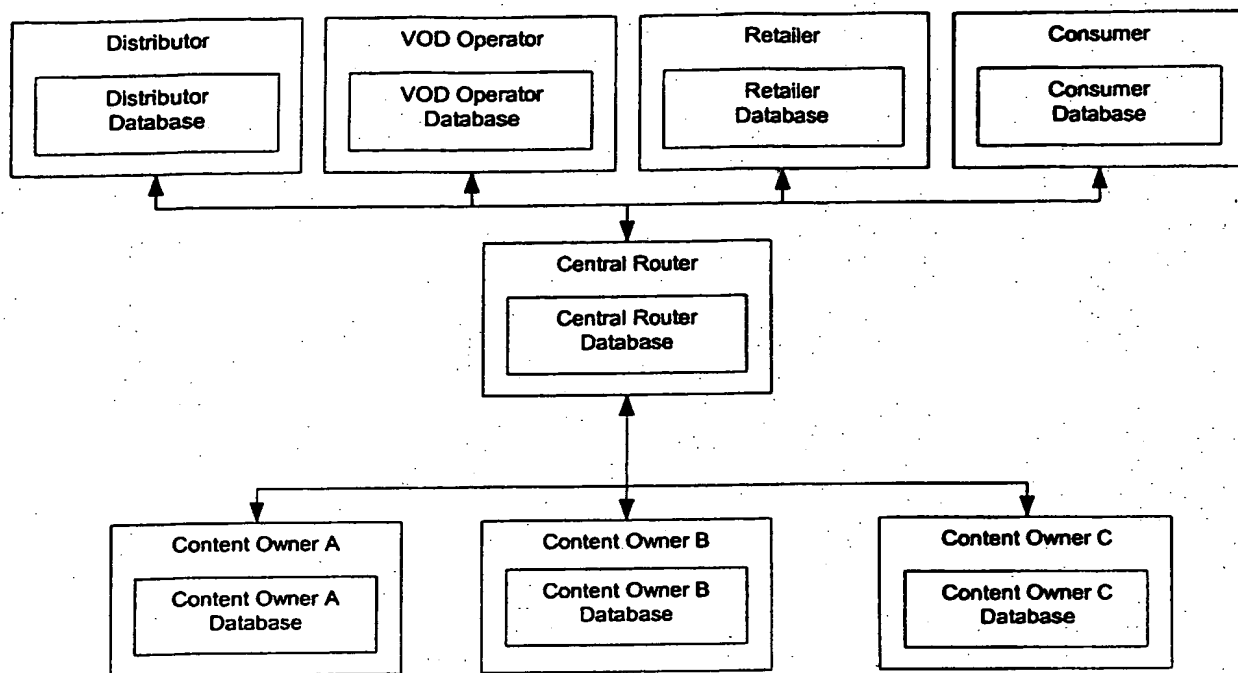 Distributor
Distributor
Database
VOD Operator
VOD Operator
Database
Retailer
Retailer
Database
Consumer
Consumer
Database
Central Router
Central Router
Database
Content Owner A
Content Owner A
Database
Content Owner B
Content Owner B
Database
Content Owner C
Content Owner C
Database